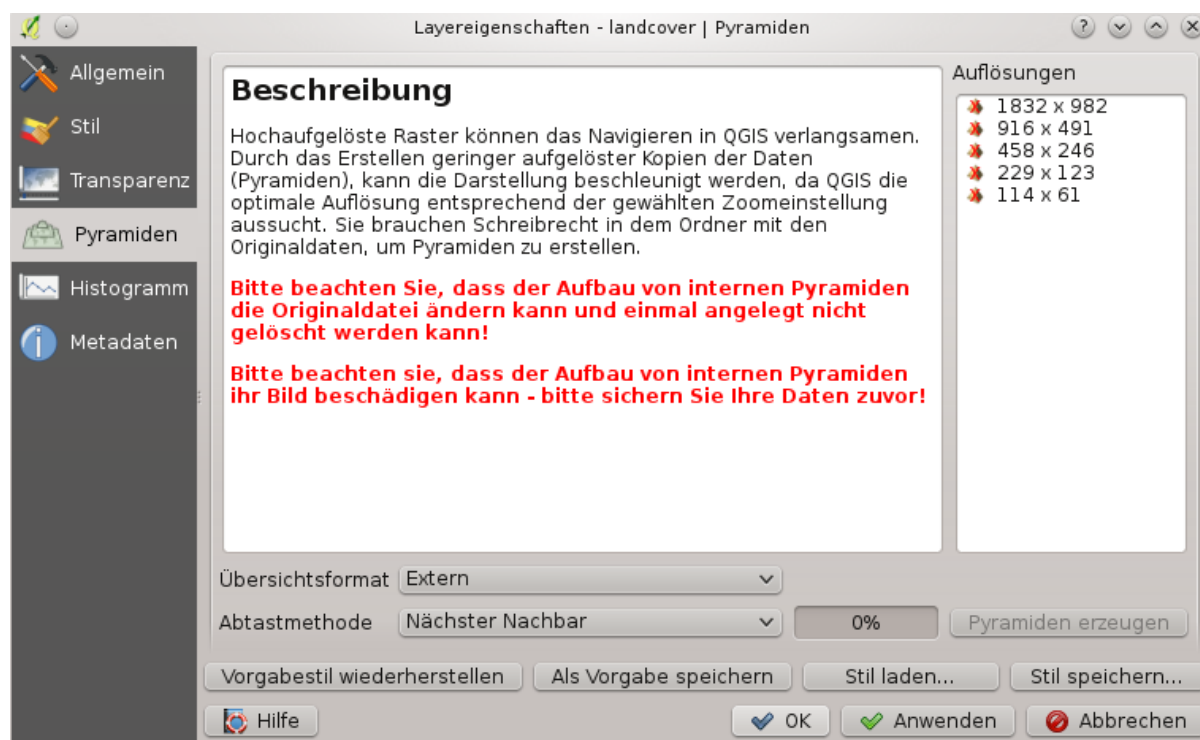 Layereigenschaften - landcover | Pyramiden
Allgemein
Stil
Transparenz
Pyramiden
Histogramm
Metadaten
Beschreibung
Hochaufgelöste Raster können das Navigieren in QGIS verlangsamen.
Durch das Erstellen geringer aufgelöster Kopien der Daten
(Pyramiden), kann die Darstellung beschleunigt werden, da QGIS die
optimale Auflösung entsprechend der gewählten Zoomeinstellung
aussucht. Sie brauchen Schreibrecht in dem Ordner mit den
Originaldaten, um Pyramiden zu erstellen.
Bitte beachten Sie, dass der Aufbau von internen Pyramiden
die Originaldatei ändern kann und einmal angelegt nicht
gelöscht werden kann!
Bitte beachten sie, dass der Aufbau von internen Pyramiden
ihr Bild beschädigen kann - bitte sichern Sie Ihre Daten zuvor!
Auflösungen
1832 x 982
916 x 491
458 x 246
229 x 123
114 x 61
Übersichtsformat Extern
Abtastmethode Nächster Nachbar 0% Pyramiden erzeugen
Vorgabestil wiederherstellen Als Vorgabe speichern Stil laden... Stil speichern...
Hilfe OK Anwenden Abbrechen